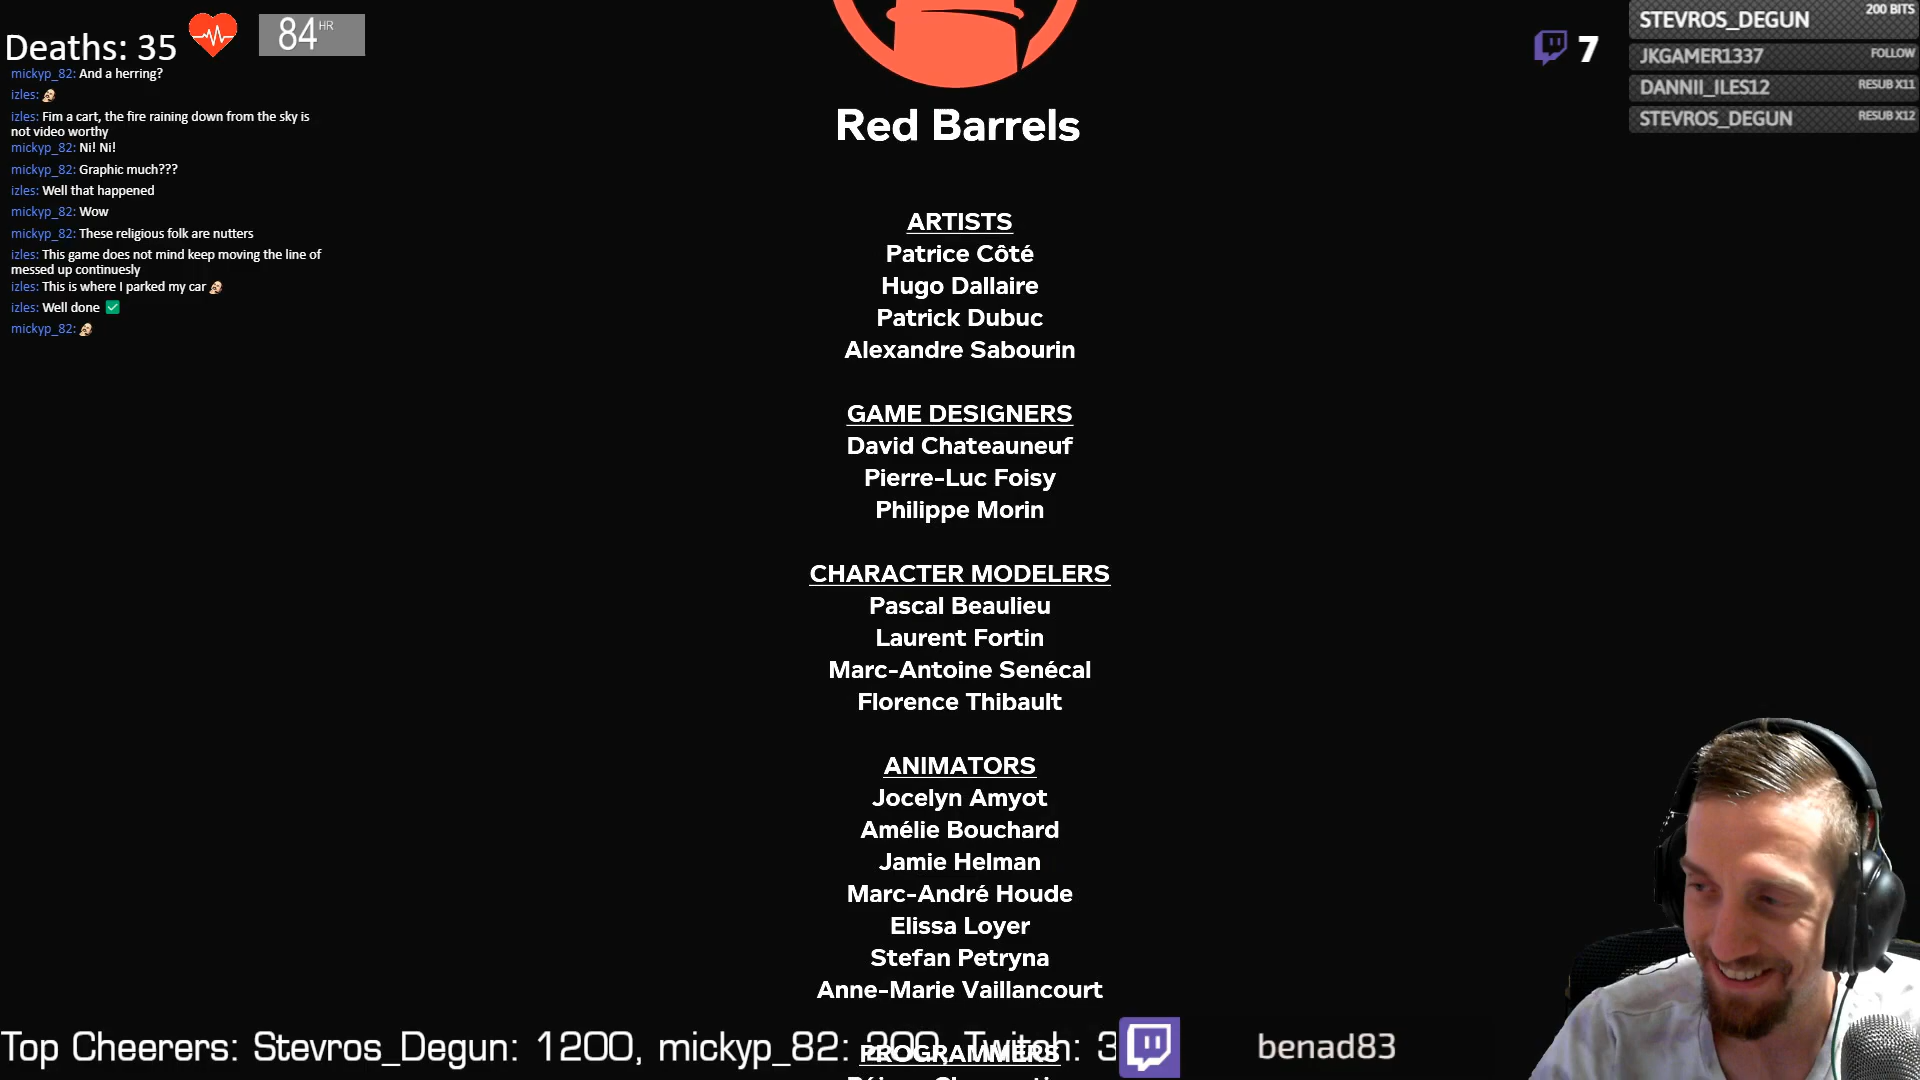 Deaths: 35
84 HR
mickyp_82: And a herring?
izles:
izles: Fim a cart, the fire raining down from the sky is
not video worthy
mickyp_82: Ni! Ni!
mickyp_82: Graphic much???
izles: Well that happened
mickyp_82: Wow
mickyp_82: These religious folk are nutters
izles: This game does not mind keep moving the line of
messed up continuesly
izles: This is where I parked my car
izles: Well done
mickyp_82:
Red Barrels
ARTISTS
Patrice Côté
Hugo Dallaire
Patrick Dubuc
Alexandre Sabourin
GAME DESIGNERS
David Chateauneuf
Pierre-Luc Foisy
Philippe Morin
CHARACTER MODELERS
Pascal Beaulieu
Laurent Fortin
Marc-Antoine Senécal
Florence Thibault
ANIMATORS
Jocelyn Amyot
Amélie Bouchard
Jamie Helman
Marc-André Houde
Elissa Loyer
Stefan Petryna
Anne-Marie Vaillancourt
PROGRAMMERS
7
STEVROS_DEGUN 200 BITS
JKGAMER1337 FOLLOW
DANNII_ILES12 RESUB X11
STEVROS_DEGUN RESUB X12
Top Cheerers: Stevros_Degun: 1200, mickyp_82: Twitch: 3
benad83